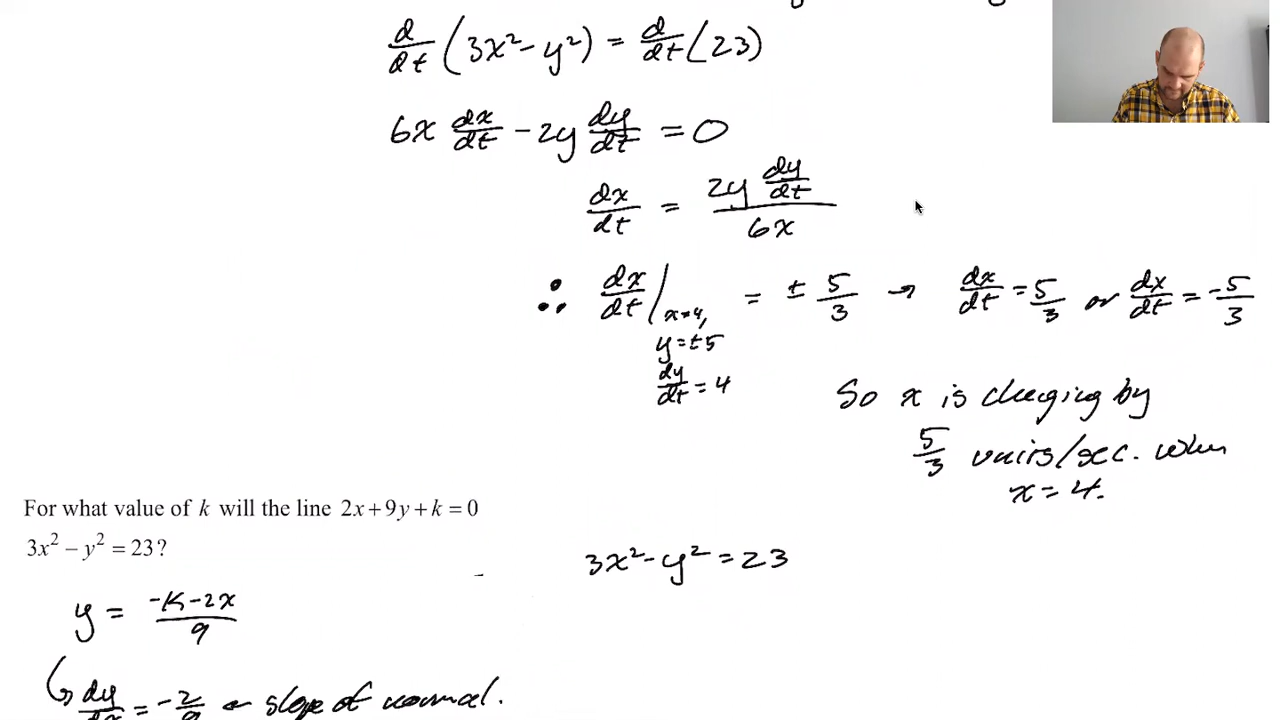 d/dt (3x² - y²) = d/dt (23)
6x dx/dt - 2y dy/dt = 0
dx/dt = 2y dy/dt / 6x
∴ dx/dt | x=4, y=±5 dy/dt = 4 = ± 5/3 → dx/dt = 5/3 or dx/dt = -5/3
So x is changing by
5/3 units/sec. when
x = 4.
For what value of k will the line 2x+9y+k=0
3x² − y² = 23?
3x² - y² = 23
y = -k-2x / 9
↳ dy/dx = -2/9 ← slope of normal.